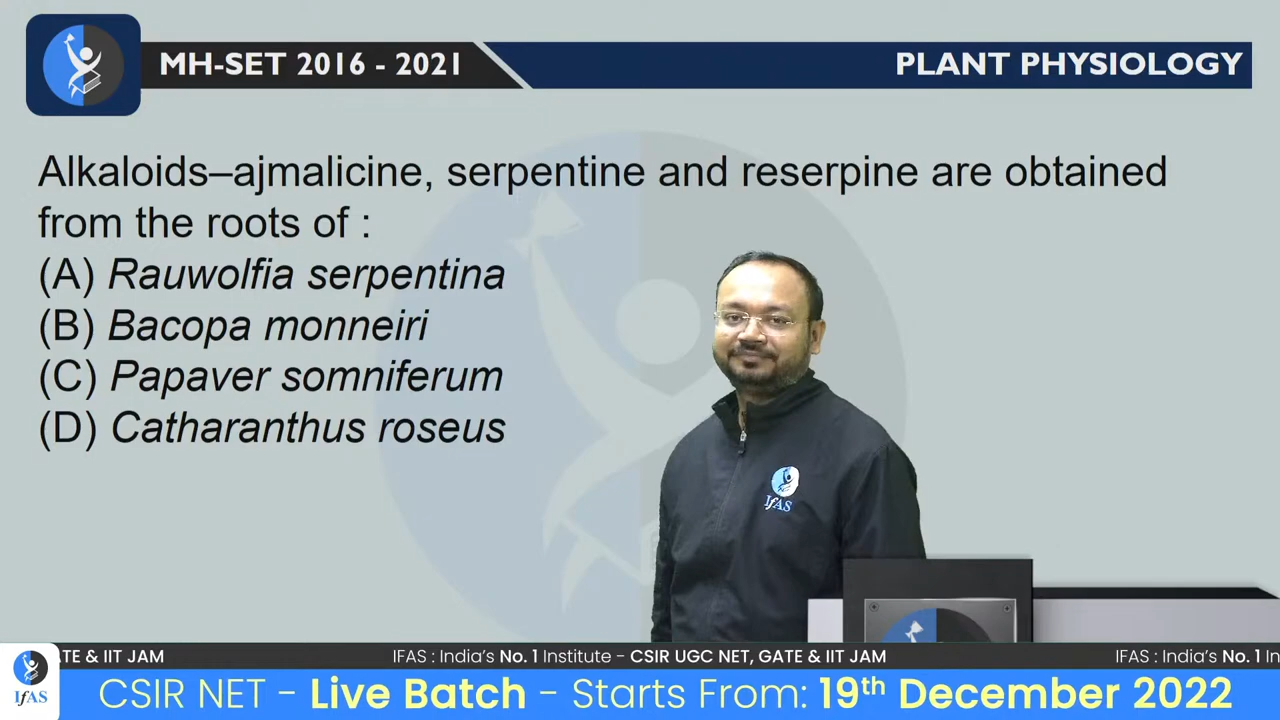 MH-SET 2016 - 2021
PLANT PHYSIOLOGY
Alkaloids–ajmalicine, serpentine and reserpine are obtained
from the roots of :
(A) Rauwolfia serpentina
(B) Bacopa monneiri
(C) Papaver somniferum
(D) Catharanthus roseus
IfAS
TE & IIT JAM
IFAS : India's No. 1 Institute - CSIR UGC NET, GATE & IIT JAM
IFAS : India's No. 1 In
IfAS
CSIR NET - Live Batch - Starts From: 19th December 2022